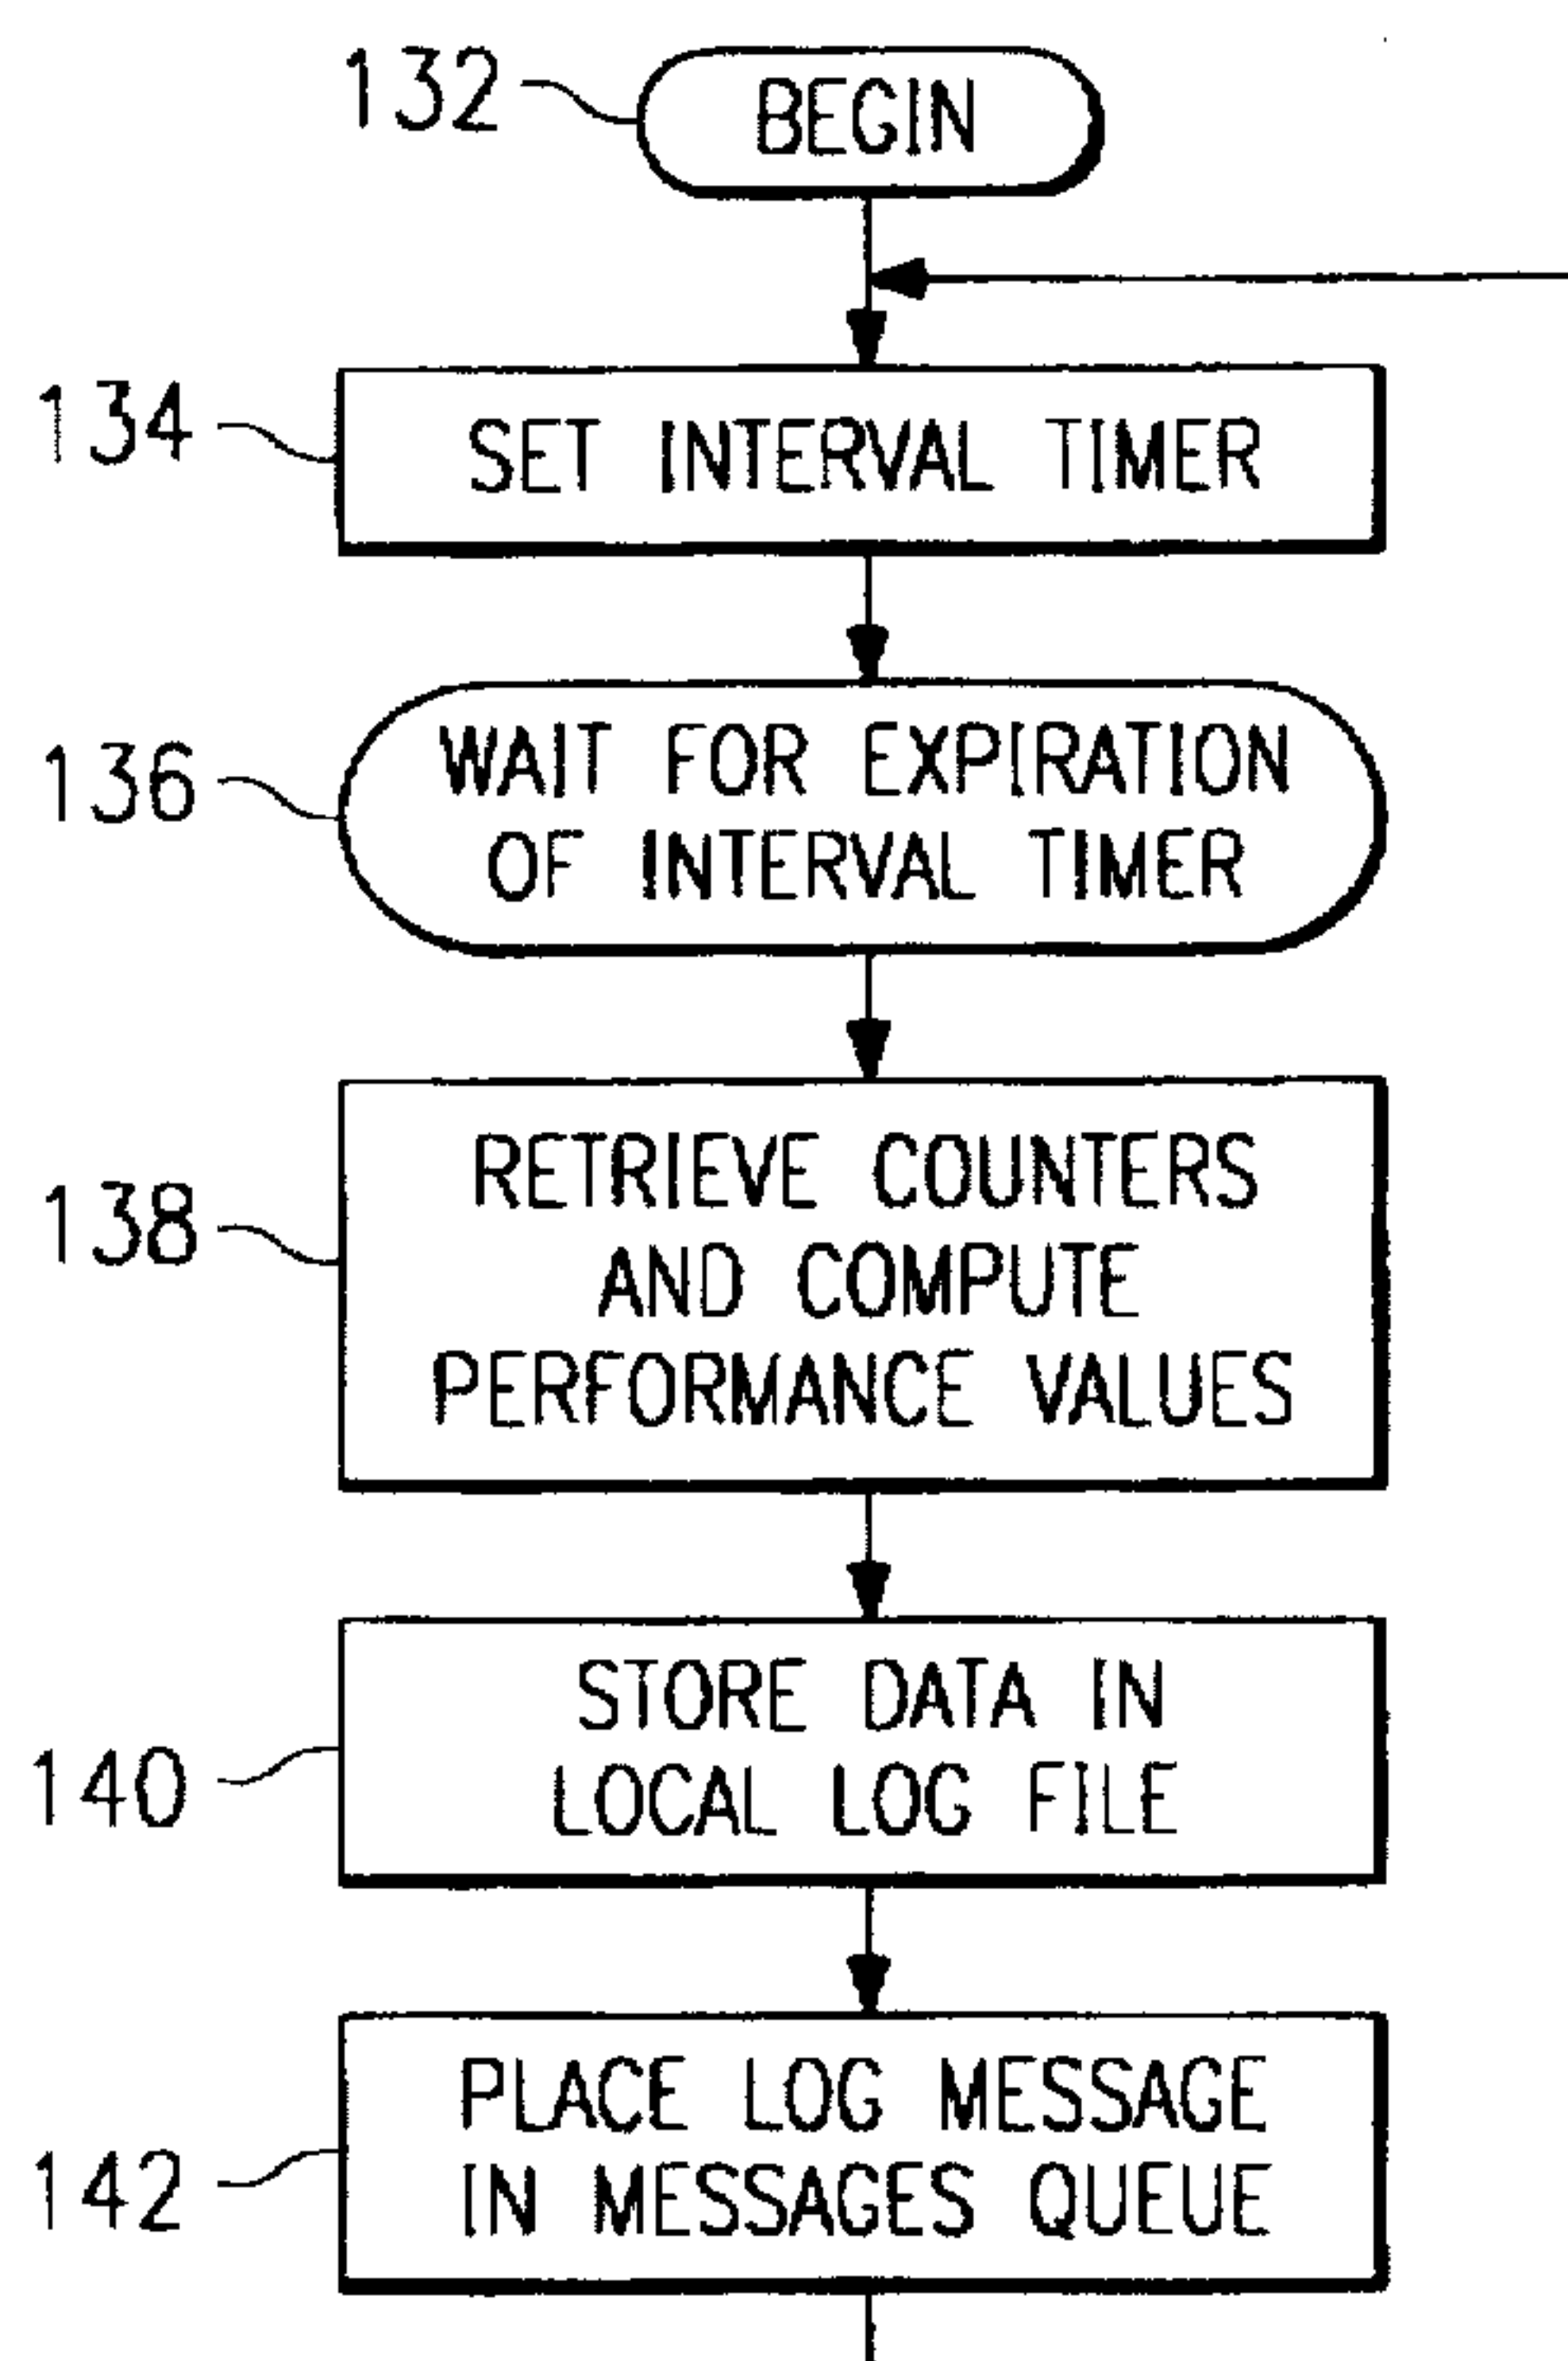 132
BEGIN
134
SET INTERVAL TIMER
136
WAIT FOR EXPIRATION
OF INTERVAL TIMER
138
RETRIEVE COUNTERS
AND COMPUTE
PERFORMANCE VALUES
140
STORE DATA IN
LOCAL LOG FILE
142
PLACE LOG MESSAGE
IN MESSAGES QUEUE